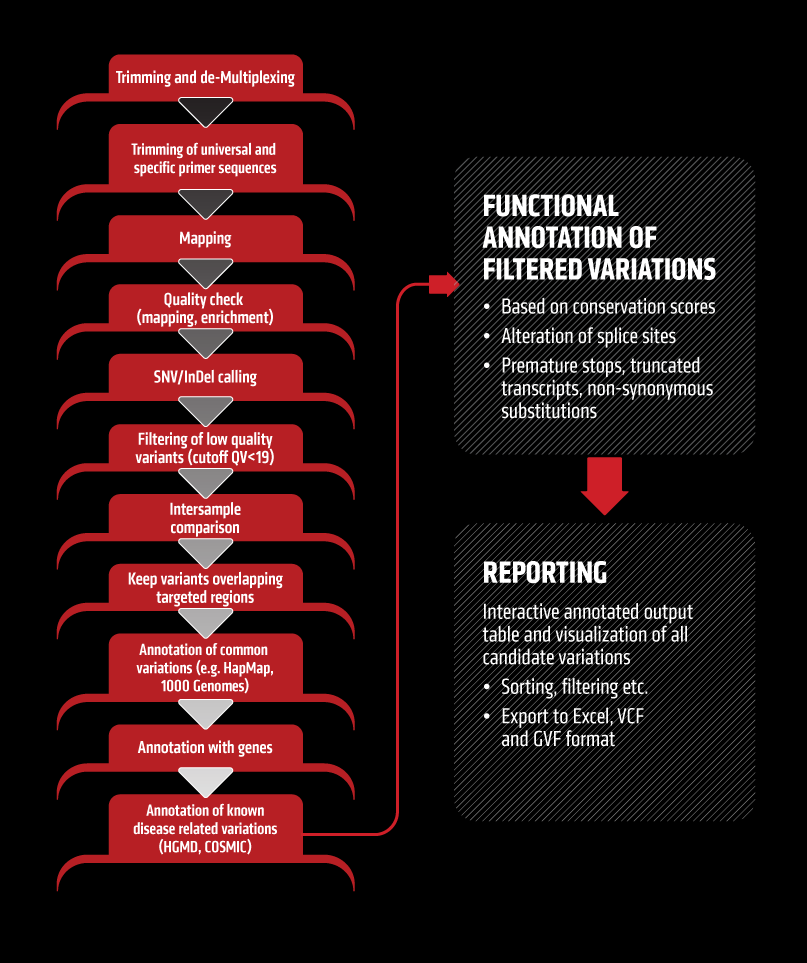 Trimming and de-Multiplexing
Trimming of universal and
specific primer sequences
Mapping
Quality check
(mapping, enrichment)
SNV/InDel calling
Filtering of low quality
variants (cutoff QV<19)
Intersample
comparison
Keep variants overlapping
targeted regions
Annotation of common
variations (e.g. HapMap,
1000 Genomes)
Annotation with genes
Annotation of known
disease related variations
(HGMD, COSMIC)
FUNCTIONAL
ANNOTATION OF
FILTERED VARIATIONS
• Based on conservation scores
• Alteration of splice sites
• Premature stops, truncated
transcripts, non-synonymous
substitutions
REPORTING
Interactive annotated output
table and visualization of all
candidate variations
• Sorting, filtering etc.
• Export to Excel, VCF
and GVF format